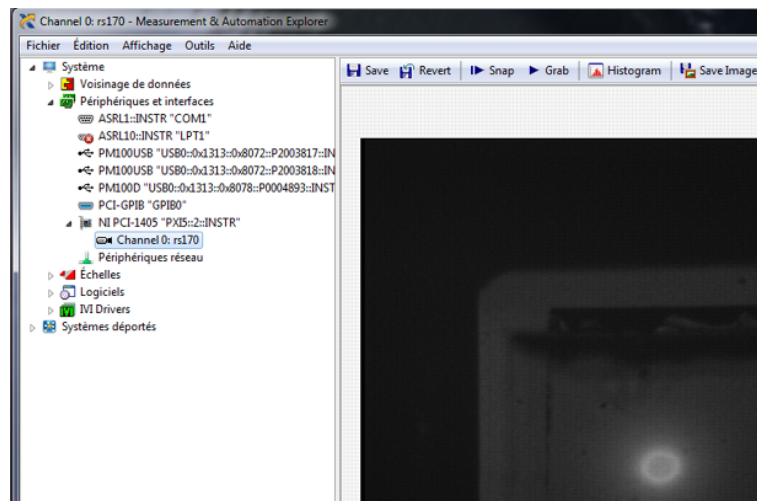 Channel 0: rs170 - Measurement & Automation Explorer
Fichier Édition Affichage Outils Aide
Système
Voisinage de données
Périphériques et interfaces
ASRL1::INSTR "COM1"
ASRL10::INSTR "LPT1"
PM100USB "USB0::0x1313::0x8072::P2003817::IN
PM100USB "USB0::0x1313::0x8072::P2003818::IN
PM100D "USB0::0x1313::0x8078::P0004893::INST
PCI-GPIB "GPIB0"
NI PCI-1405 "PXI5::2::INSTR"
Channel 0: rs170
Périphériques réseau
Échelles
Logiciels
IVI Drivers
Systèmes déportés
Save Revert Snap Grab Histogram Save Image